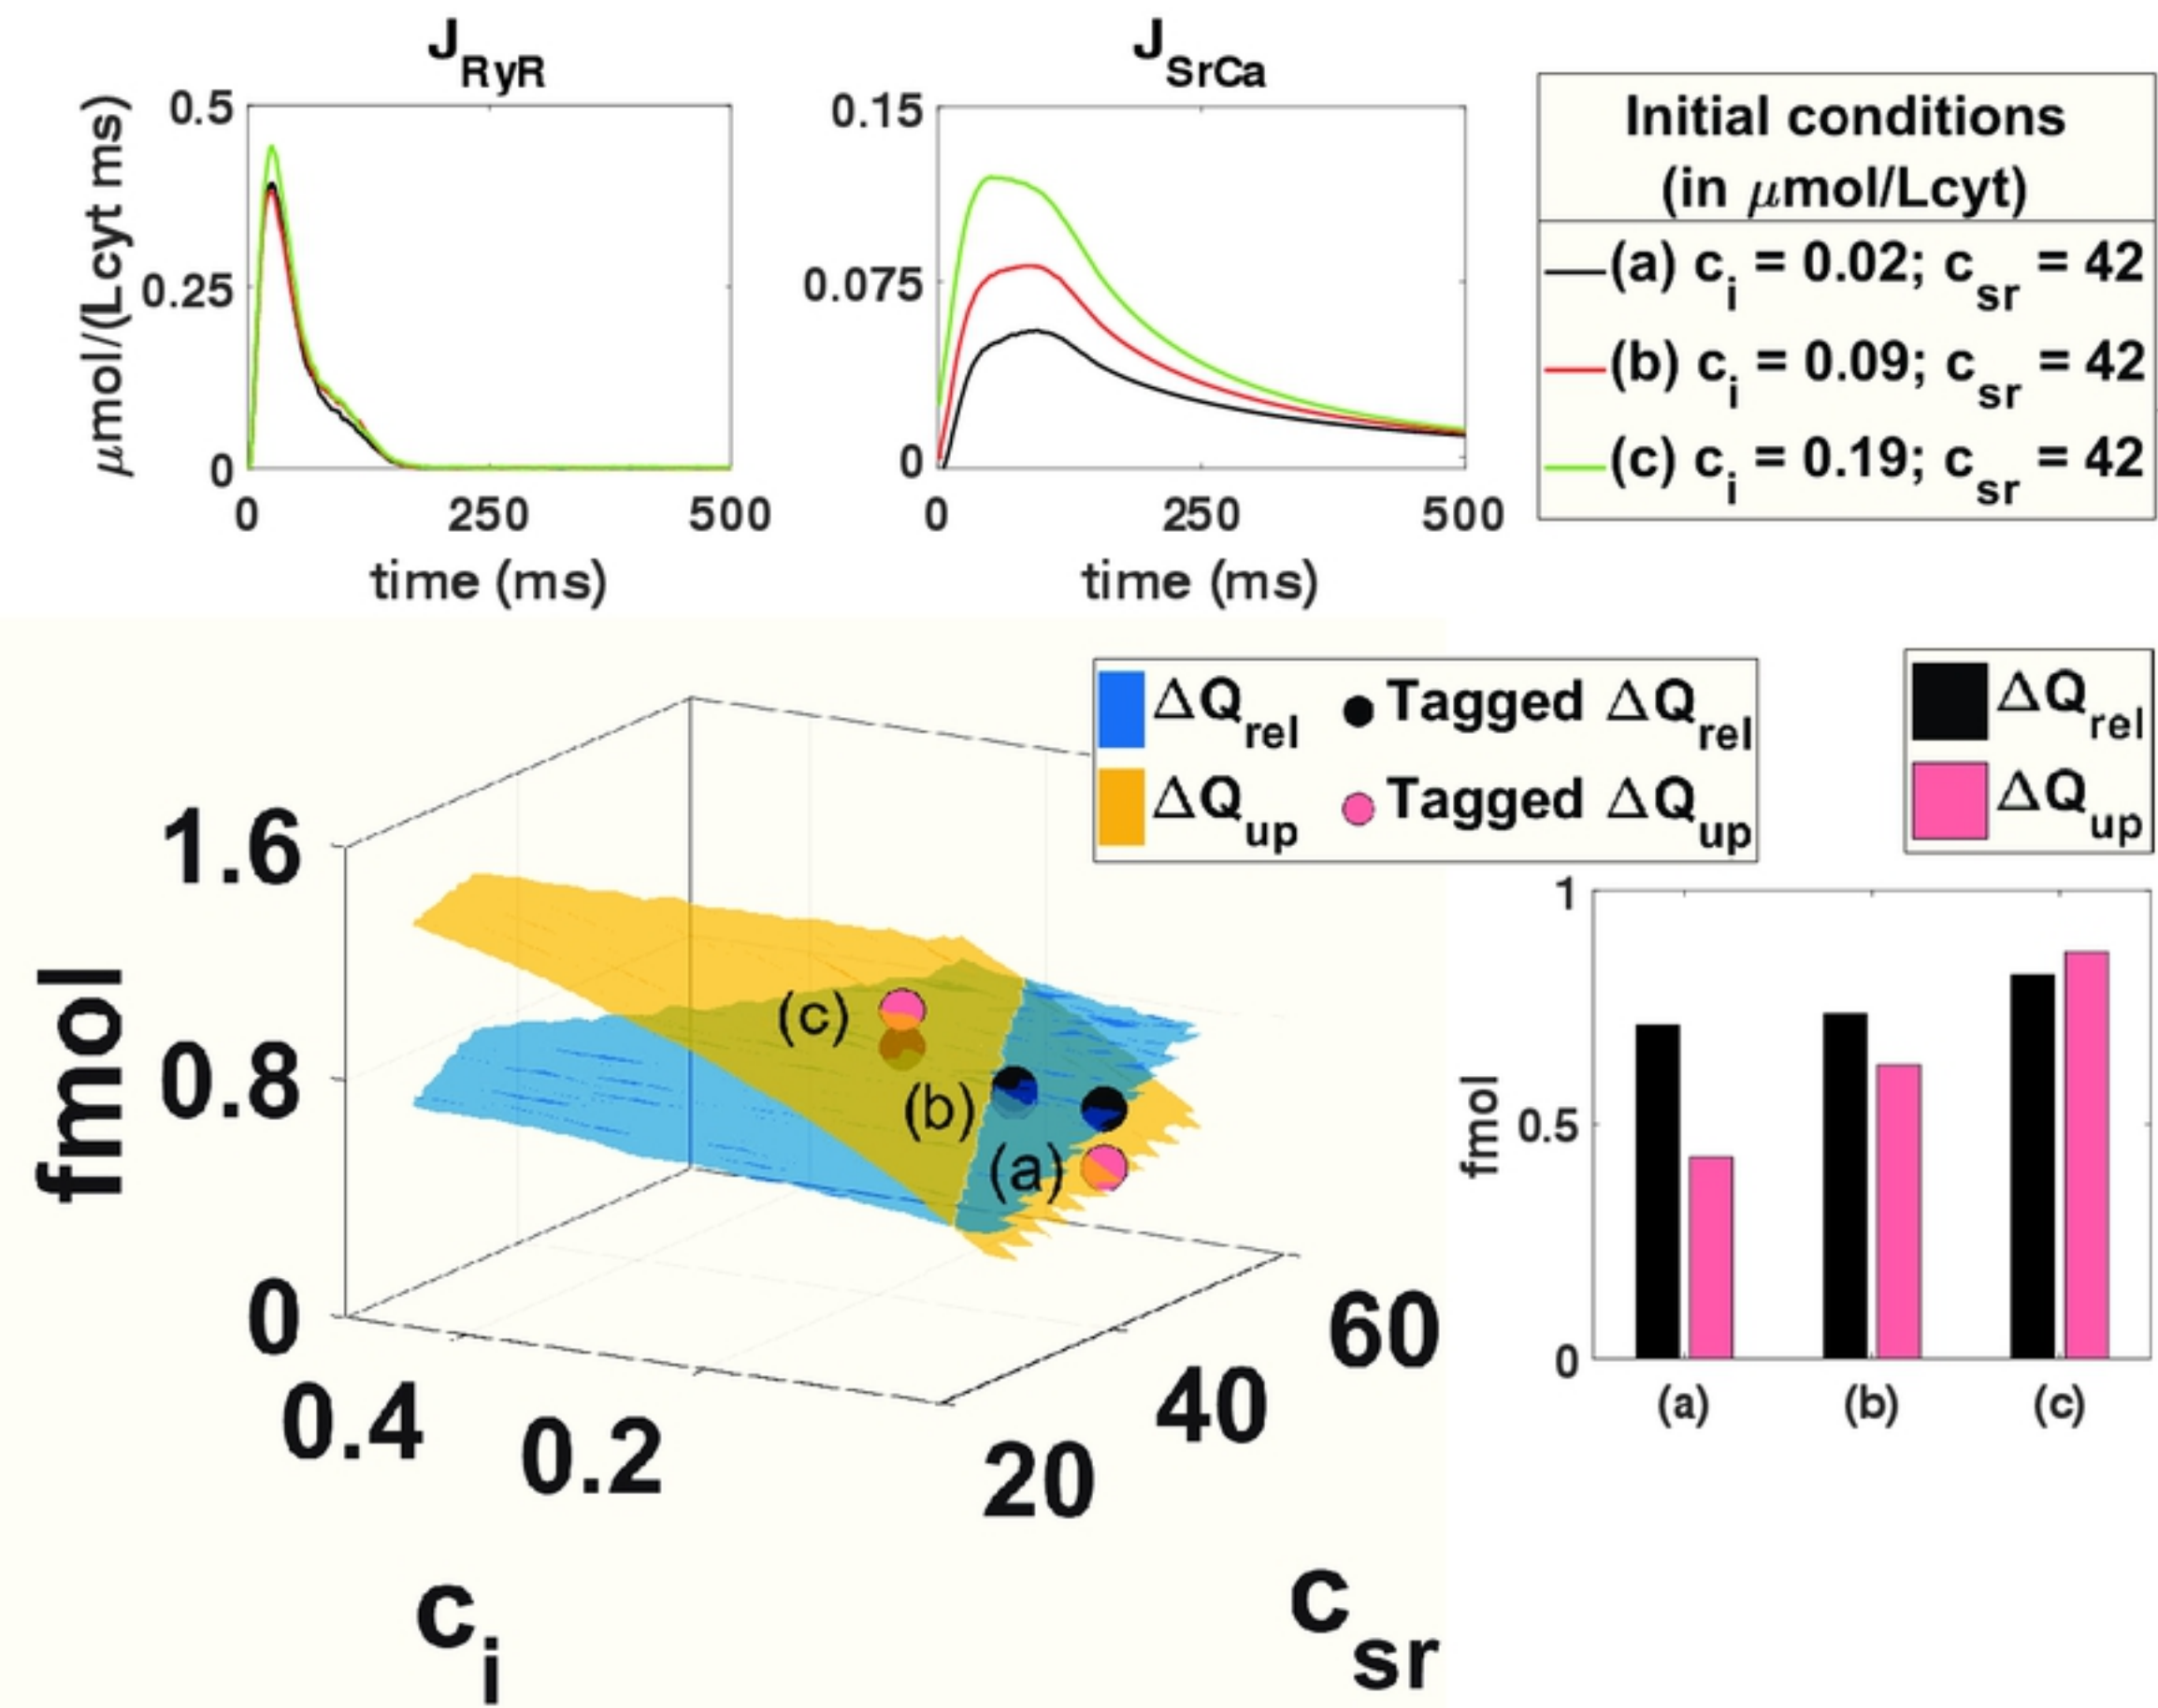 J_RyR
J_SrCa
μmol/(Lcyt ms)
0.5
0.25
0
0 250 500
time (ms)
0.15
0.075
0
0 250 500
time (ms)
Initial conditions
(in μmol/Lcyt)
(a) c_i = 0.02; c_sr = 42
(b) c_i = 0.09; c_sr = 42
(c) c_i = 0.19; c_sr = 42
ΔQ_rel Tagged ΔQ_rel
ΔQ_up Tagged ΔQ_up
ΔQ_rel
ΔQ_up
fmol
1.6
0.8
0
0.4 0.2
20 40 60
c_i
c_sr
(c)
(b)
(a)
fmol
1
0.5
0
(a) (b) (c)